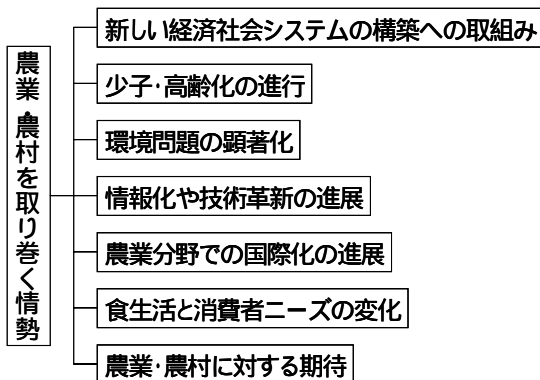 農業・農村を取り巻く情勢
新しい経済社会システムの構築への取組み
少子・高齢化の進行
環境問題の顕著化
情報化や技術革新の進展
農業分野での国際化の進展
食生活と消費者ニーズの変化
農業・農村に対する期待